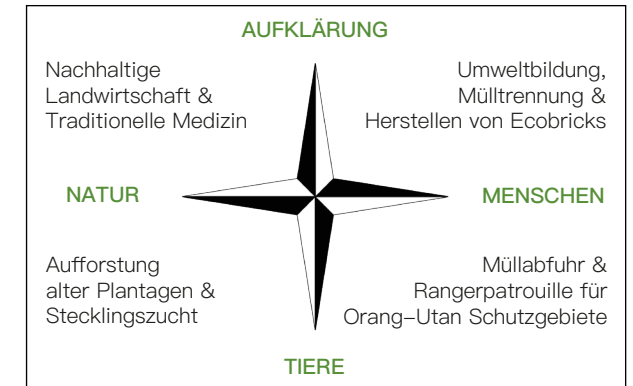 AUFKLÄRUNG
Nachhaltige
Landwirtschaft &
Traditionelle Medizin
Umweltbildung,
Mülltrennung &
Herstellen von Ecobricks
NATUR
MENSCHEN
Aufforstung
alter Plantagen &
Stecklingszucht
Müllabfuhr &
Rangerpatrouille für
Orang–Utan Schutzgebiete
TIERE